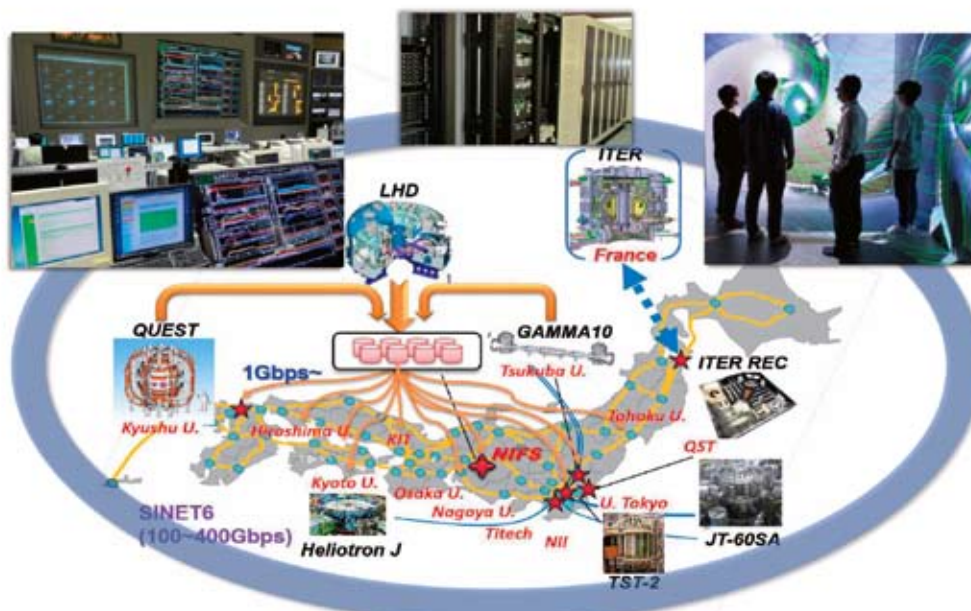 ITER
LHD
France
QUEST
GAMMA10
Tsukuba U.
ITER REC
1Gbps~
Kyushu U.
Hiroshima U.
KIT
Tohoku U.
NIFS
QST
Kyoto U.
Osaka U.
Nagoya U.
U. Tokyo
SINET6
(100~400Gbps)
Titech
NII
Heliotron J
JT-60SA
TST-2